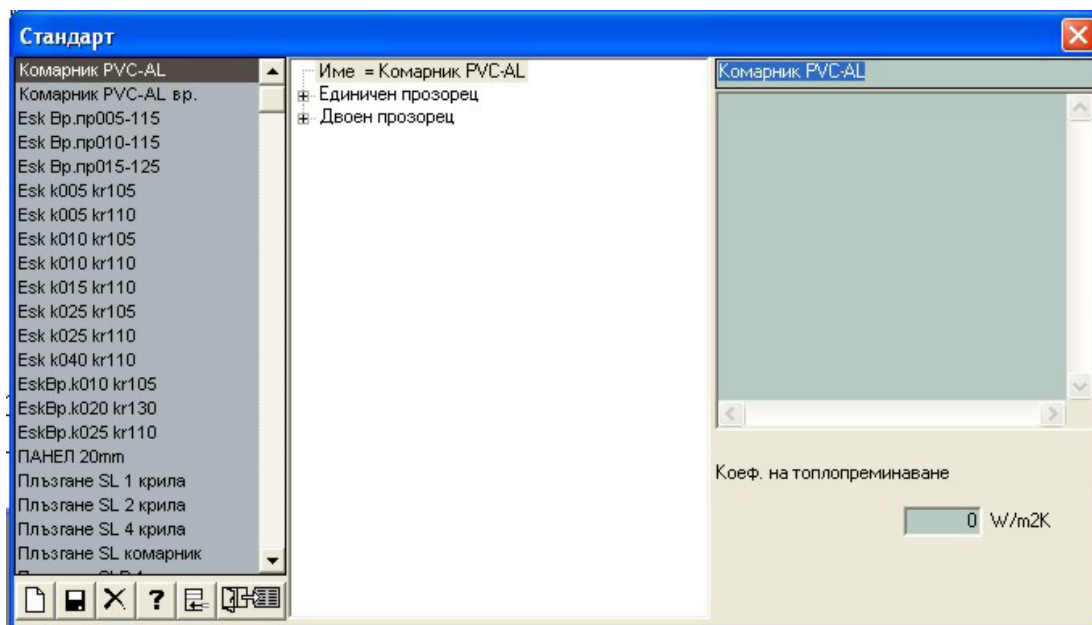 Стандарт
Комарник PVC-AL
Комарник PVC-AL вр.
Esk Вр.пр005-115
Esk Вр.пр010-115
Esk Вр.пр015-125
Esk k005 kr105
Esk k005 kr110
Esk k010 kr105
Esk k010 kr110
Esk k015 kr110
Esk k025 kr105
Esk k025 kr110
Esk k040 kr110
EskВр.k010 kr105
EskВр.k020 kr130
EskВр.k025 kr110
ПАНЕЛ 20mm
Плъзгане SL 1 крила
Плъзгане SL 2 крила
Плъзгане SL 4 крила
Плъзгане SL комарник
?
Име = Комарник PVC-AL
Единичен прозорец
Двоен прозорец
Комарник PVC-AL
Коеф. на топлопреминаване
0 W/m2K